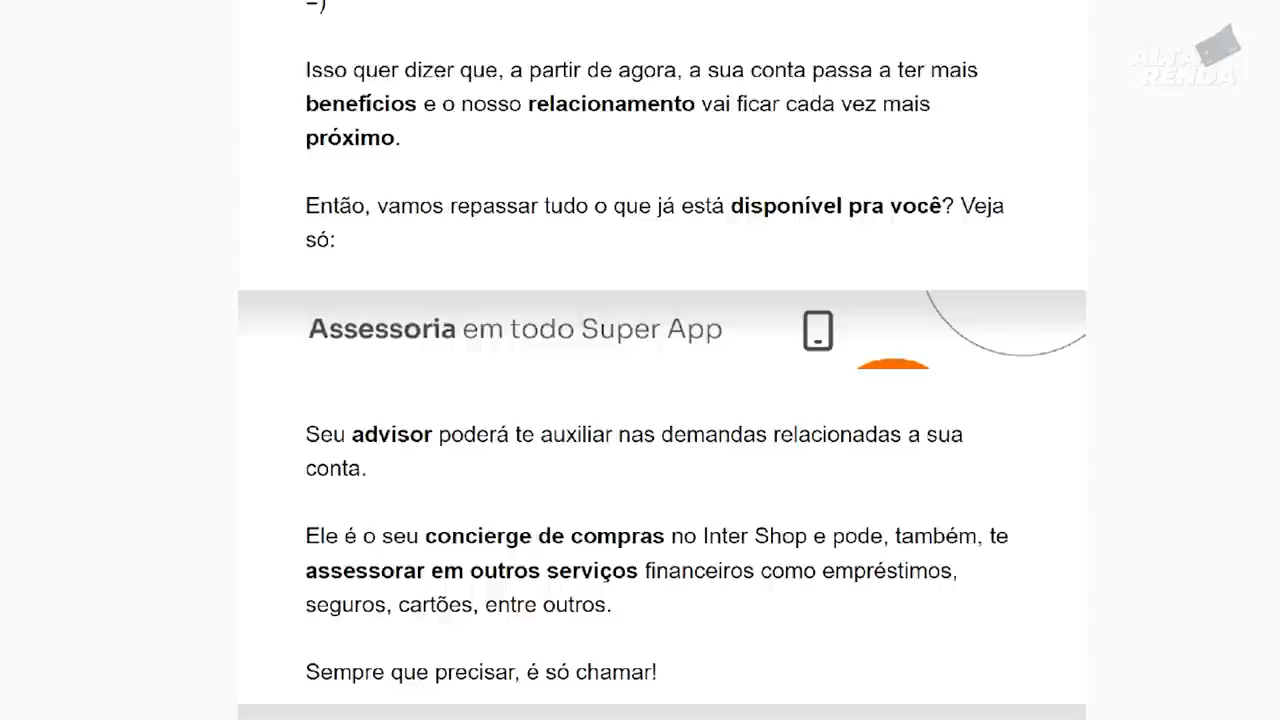 =)
ALTA
RENDA
Isso quer dizer que, a partir de agora, a sua conta passa a ter mais
benefícios e o nosso relacionamento vai ficar cada vez mais
próximo.
Então, vamos repassar tudo o que já está disponível pra você? Veja
só:
Assessoria em todo Super App
Seu advisor poderá te auxiliar nas demandas relacionadas a sua
conta.
Ele é o seu concierge de compras no Inter Shop e pode, também, te
assessorar em outros serviços financeiros como empréstimos,
seguros, cartões, entre outros.
Sempre que precisar, é só chamar!